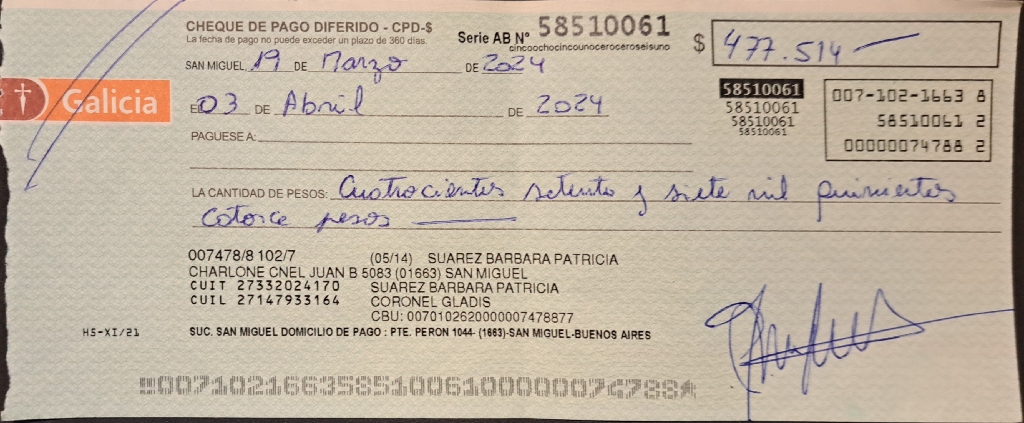 CHEQUE DE PAGO DIFERIDO - CPD-$
La fecha de pago no puede exceder un plazo de 360 días.
Serie AB Nº 58510061
cincoochocincounoceroceroseisuno
$ 477.514
SAN MIGUEL, 19 DE Marzo DE 2024
Galicia
El 03 DE Abril DE 2024
58510061
58510061
58510061
58510061
007-102-1663 8
58510061 2
00000074788 2
PAGUESE A:
LA CANTIDAD DE PESOS: Cuatrocientos setenta y siete mil quinientos
catorce pesos
007478/8 102/7 (05/14) SUAREZ BARBARA PATRICIA
CHARLONE CNEL JUAN B 5083 (01663) SAN MIGUEL
CUIT 27332024170 SUAREZ BARBARA PATRICIA
CUIL 27147933164 CORONEL GLADIS
CBU: 0070102620000007478877
HS-XI/21
SUC. SAN MIGUEL DOMICILIO DE PAGO : PTE. PERON 1044- (1663)-SAN MIGUEL-BUENOS AIRES
00710216635851006100000074788